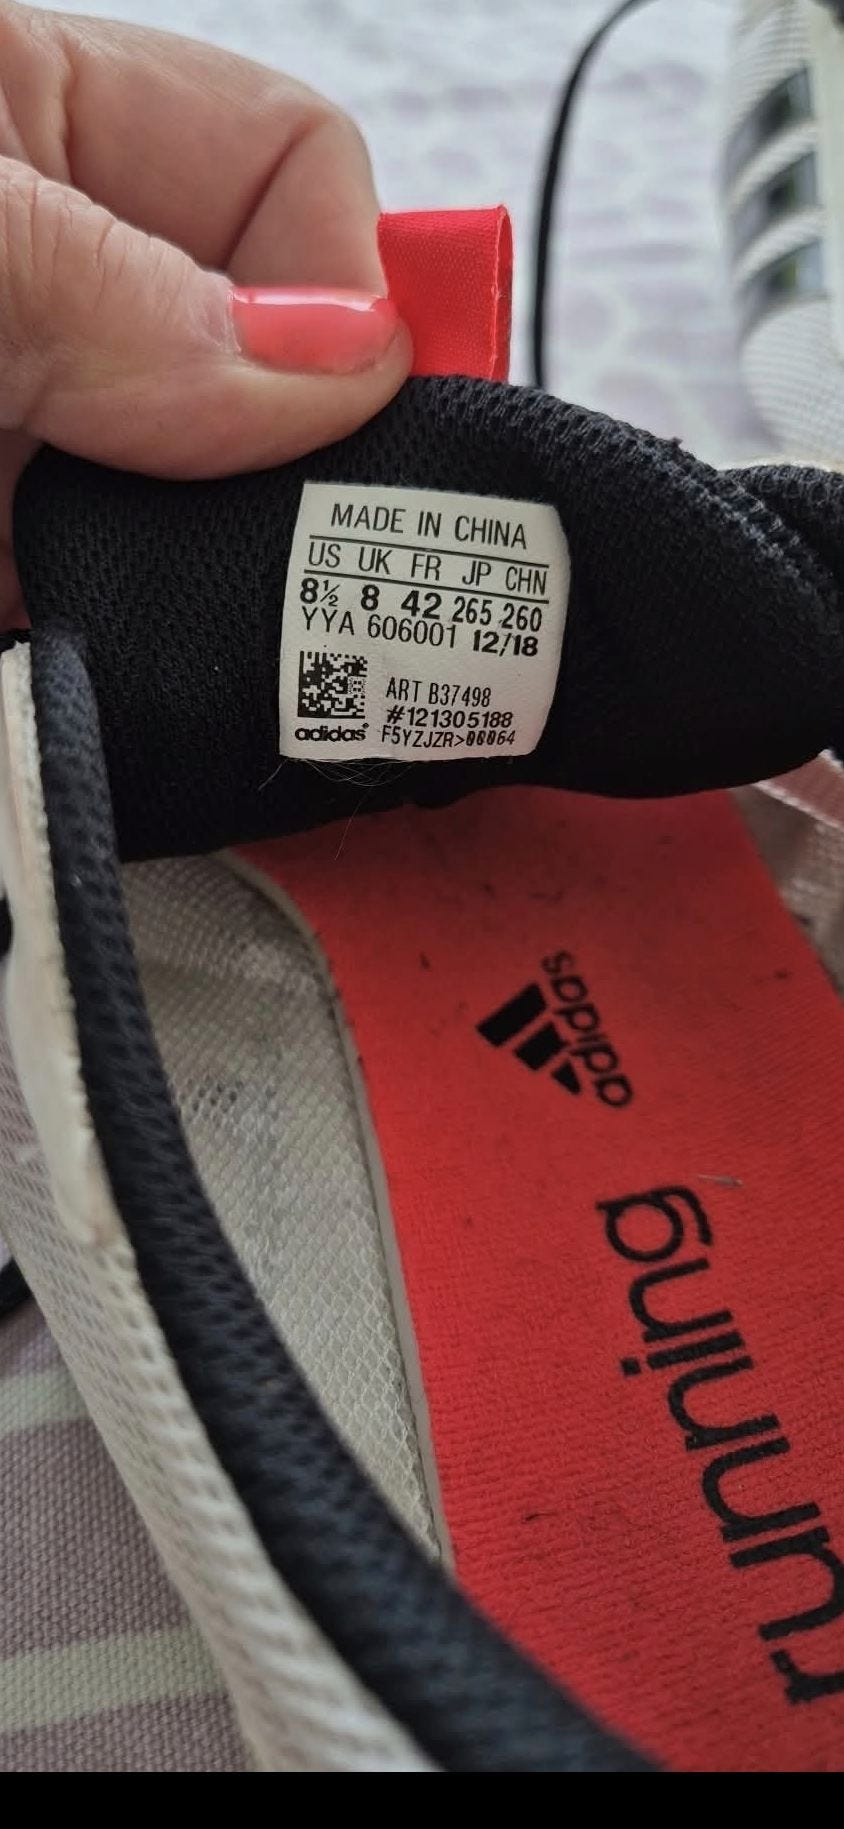 MADE IN CHINA
US UK FR JP CHN
8½ 8 42 265 260
YYA 606001 12/18
ART B37498
#121305188
adidas® F5YZJZR>00064
adidas
running